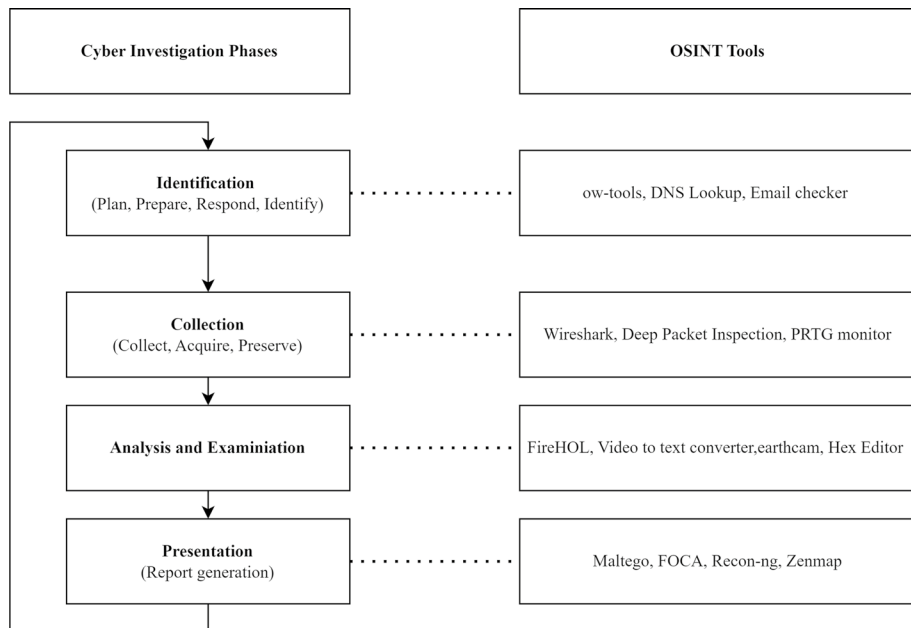 Cyber Investigation Phases
OSINT Tools
Identification
(Plan, Prepare, Respond, Identify)
ow-tools, DNS Lookup, Email checker
Collection
(Collect, Acquire, Preserve)
Wireshark, Deep Packet Inspection, PRTG monitor
Analysis and Examiniation
FireHOL, Video to text converter,earthcam, Hex Editor
Presentation
(Report generation)
Maltego, FOCA, Recon-ng, Zenmap